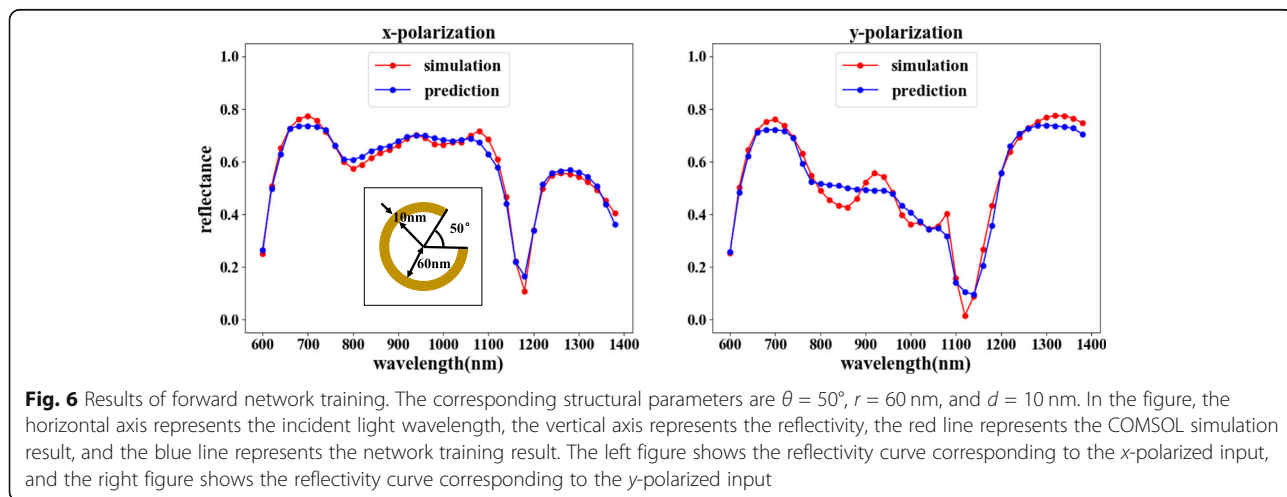 x-polarization
1.0
0.8
0.6
0.4
0.2
0.0
reflectance
simulation
prediction
10nm
50°
60nm
600 700 800 900 1000 1100 1200 1300 1400
wavelength(nm)
y-polarization
1.0
0.8
0.6
0.4
0.2
0.0
simulation
prediction
600 700 800 900 1000 1100 1200 1300 1400
wavelength(nm)
Fig. 6 Results of forward network training. The corresponding structural parameters are θ = 50°, r = 60 nm, and d = 10 nm. In the figure, the
horizontal axis represents the incident light wavelength, the vertical axis represents the reflectivity, the red line represents the COMSOL simulation
result, and the blue line represents the network training result. The left figure shows the reflectivity curve corresponding to the x-polarized input,
and the right figure shows the reflectivity curve corresponding to the y-polarized input